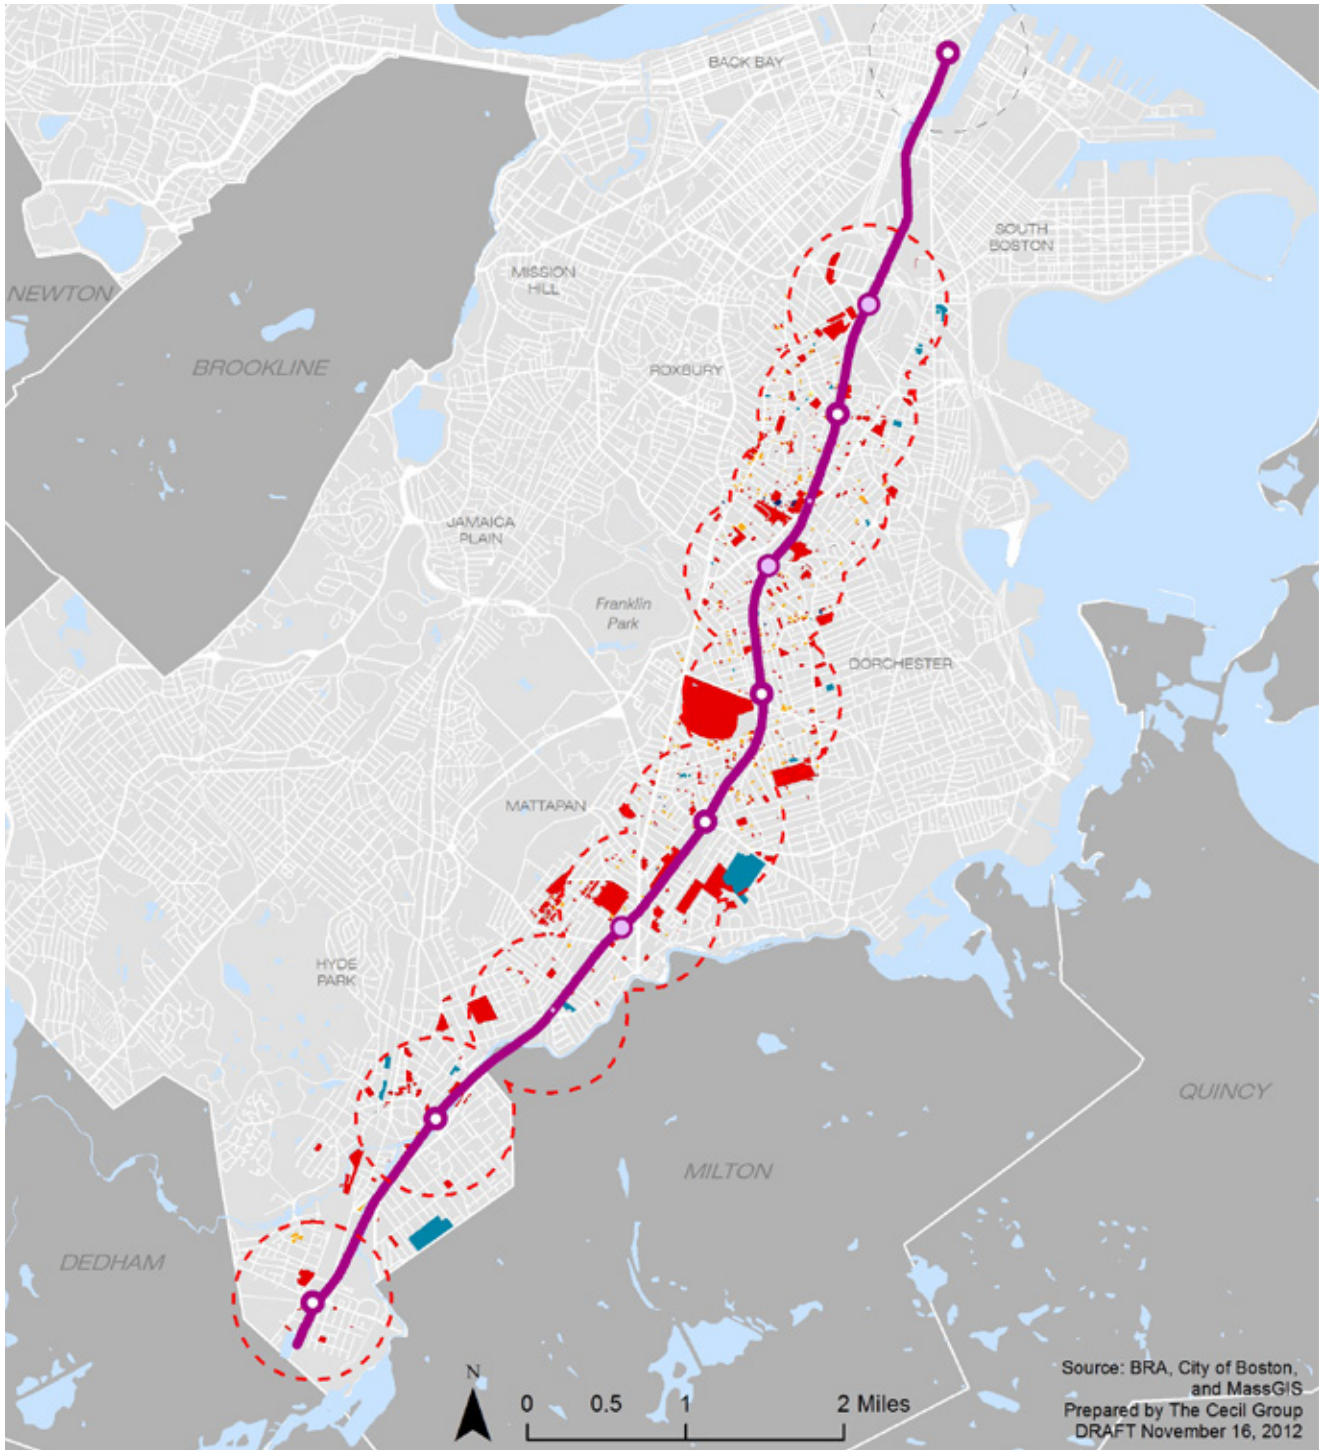 BACK BAY
SOUTH
BOSTON
MISSION
HILL
NEWTON
BROOKLINE
ROXBURY
JAMAICA
PLAIN
Franklin
Park
DORCHESTER
MATTAPAN
HYDE
PARK
QUINCY
MILTON
DEDHAM
N
0 0.5 1 2 Miles
Source: BRA, City of Boston,
and MassGIS
Prepared by The Cecil Group
DRAFT November 16, 2012